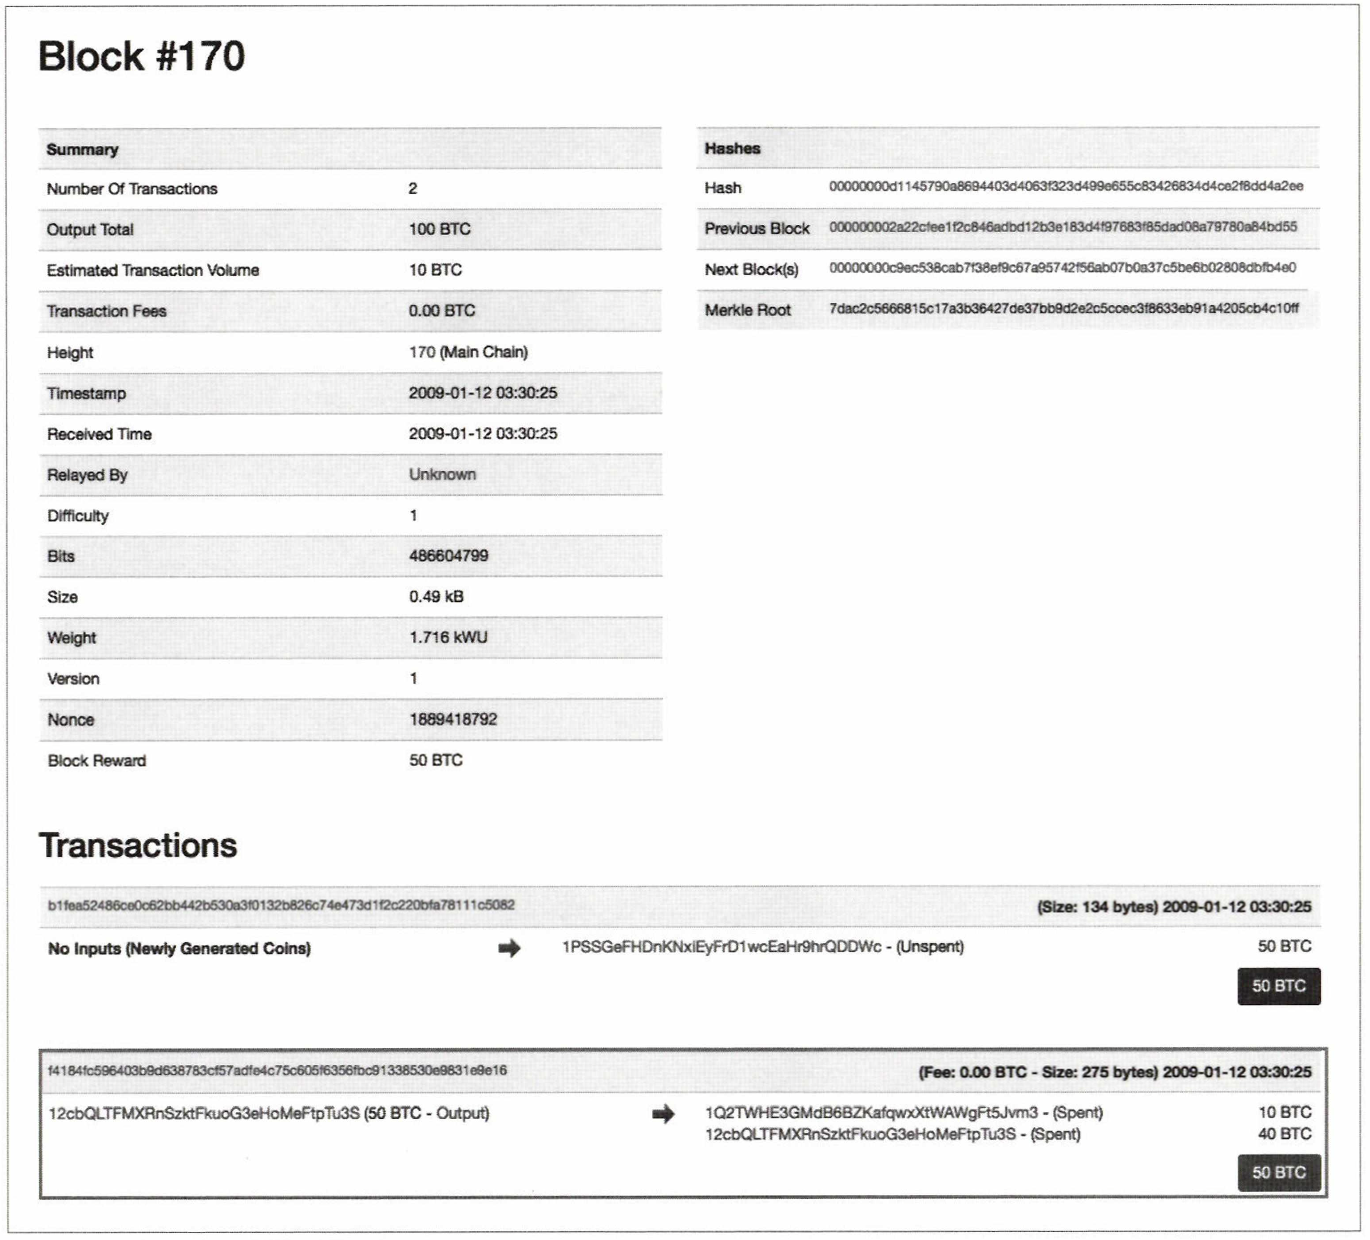 Block #170
Summary
Number Of Transactions 2
Output Total 100 BTC
Estimated Transaction Volume 10 BTC
Transaction Fees 0.00 BTC
Height 170 (Main Chain)
Timestamp 2009-01-12 03:30:25
Received Time 2009-01-12 03:30:25
Relayed By Unknown
Difficulty 1
Bits 486604799
Size 0.49 kB
Weight 1.716 kWU
Version 1
Nonce 1889418792
Block Reward 50 BTC
Hashes
Hash 00000000d1145790a8694403d4063f323d499e655c83426834d4ce2f8dd4a2ee
Previous Block 000000002a22cfee1f2c846adbd12b3e183d4f97683f85dad08a79780a84bd55
Next Block(s) 00000000c9ec538cab7f38ef9c67a95742f56ab07b0a37c5be6b02808dbfb4e0
Merkle Root 7dac2c5666815c17a3b36427de37bb9d2e2c5ccec3f8633eb91a4205cb4c10ff
Transactions
b1fea52486ce0c62bb442b530a3f0132b826c74e473d1f2c220bfa78111c5082 (Size: 134 bytes) 2009-01-12 03:30:25
No Inputs (Newly Generated Coins) 1PSSGeFHDnKNxiEyFrD1wcEaHr9hrQDDWc - (Unspent) 50 BTC
50 BTC
f4184fc596403b9d638783cf57adfe4c75c605f6356fbc91338530e9831e9e16 (Fee: 0.00 BTC - Size: 275 bytes) 2009-01-12 03:30:25
12cbQLTFMXRnSzktFkuoG3eHoMeFtpTu3S (50 BTC - Output) 1Q2TWHE3GMdB6BZKafqwxXtWAWgFt5Jvm3 - (Spent) 10 BTC
12cbQLTFMXRnSzktFkuoG3eHoMeFtpTu3S - (Spent) 40 BTC
50 BTC